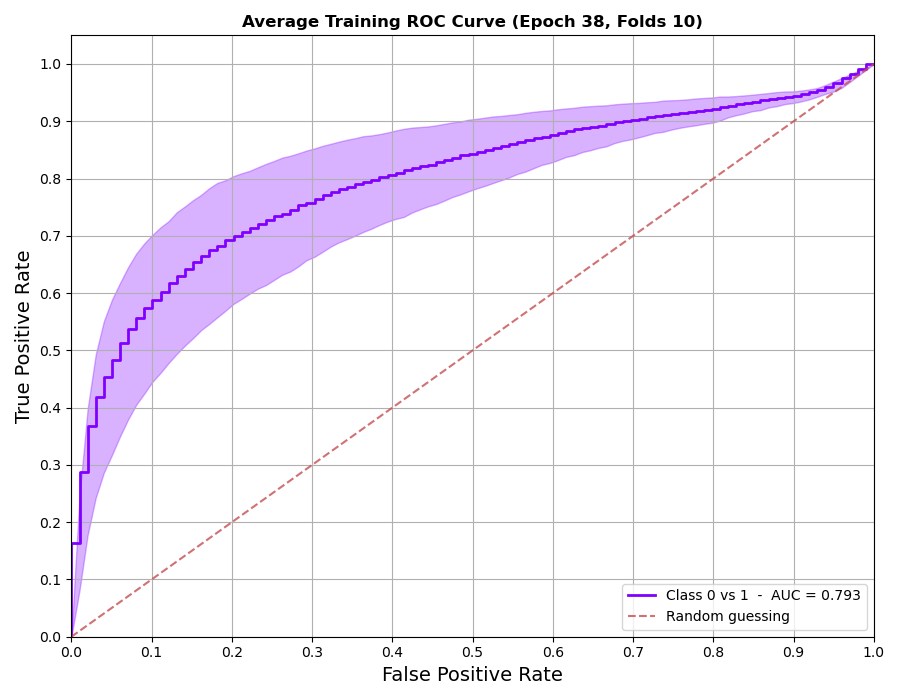 Average Training ROC Curve (Epoch 38, Folds 10)
True Positive Rate
1.0
0.9
0.8
0.7
0.6
0.5
0.4
0.3
0.2
0.1
0.0
0.0 0.1 0.2 0.3 0.4 0.5 0.6 0.7 0.8 0.9 1.0
False Positive Rate
Class 0 vs 1 - AUC = 0.793
Random guessing